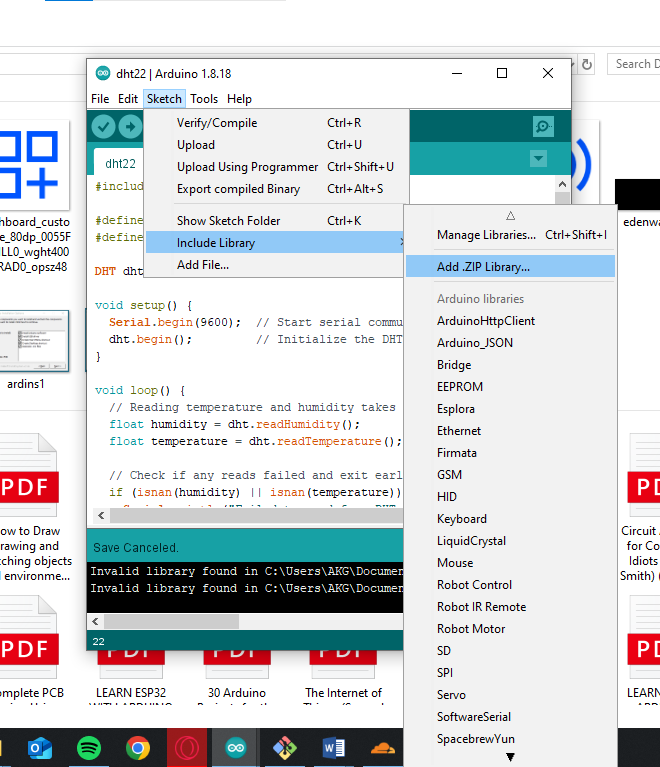 Search D
dht22 | Arduino 1.8.18
File Edit Sketch Tools Help
Verify/Compile Ctrl+R
Upload Ctrl+U
Upload Using Programmer Ctrl+Shift+U
Export compiled Binary Ctrl+Alt+S
Show Sketch Folder Ctrl+K
Include Library
Add File...
dht22
#includ
#define
#define
DHT dht
void setup() {
Serial.begin(9600); // Start serial commu
dht.begin(); // Initialize the DHT
}
void loop() {
// Reading temperature and humidity takes
float humidity = dht.readHumidity();
float temperature = dht.readTemperature();
// Check if any reads failed and exit earl
if (isnan(humidity) || isnan(temperature))
Save Canceled.
Invalid library found in C:\Users\AKG\Documen
Invalid library found in C:\Users\AKG\Documen
22
Manage Libraries... Ctrl+Shift+I
Add .ZIP Library...
Arduino libraries
ArduinoHttpClient
Arduino_JSON
Bridge
EEPROM
Esplora
Ethernet
Firmata
GSM
HID
Keyboard
LiquidCrystal
Mouse
Robot Control
Robot IR Remote
Robot Motor
SD
SPI
Servo
SoftwareSerial
SpacebrewYun
hboard_custo
e_80dp_0055F
ILL0_wght400
RAD0_opsz48
edenwa
ardins1
PDF
ow to Draw
rawing and
ching objects
l environme...
PD
Circuit
for Co
Idiots
Smith) (
PDF
omplete PCB
PDF
LEARN ESP32
WITH ARDUINO
PDF
30 Arduino
PDF
The Internet of
PD
LEARN